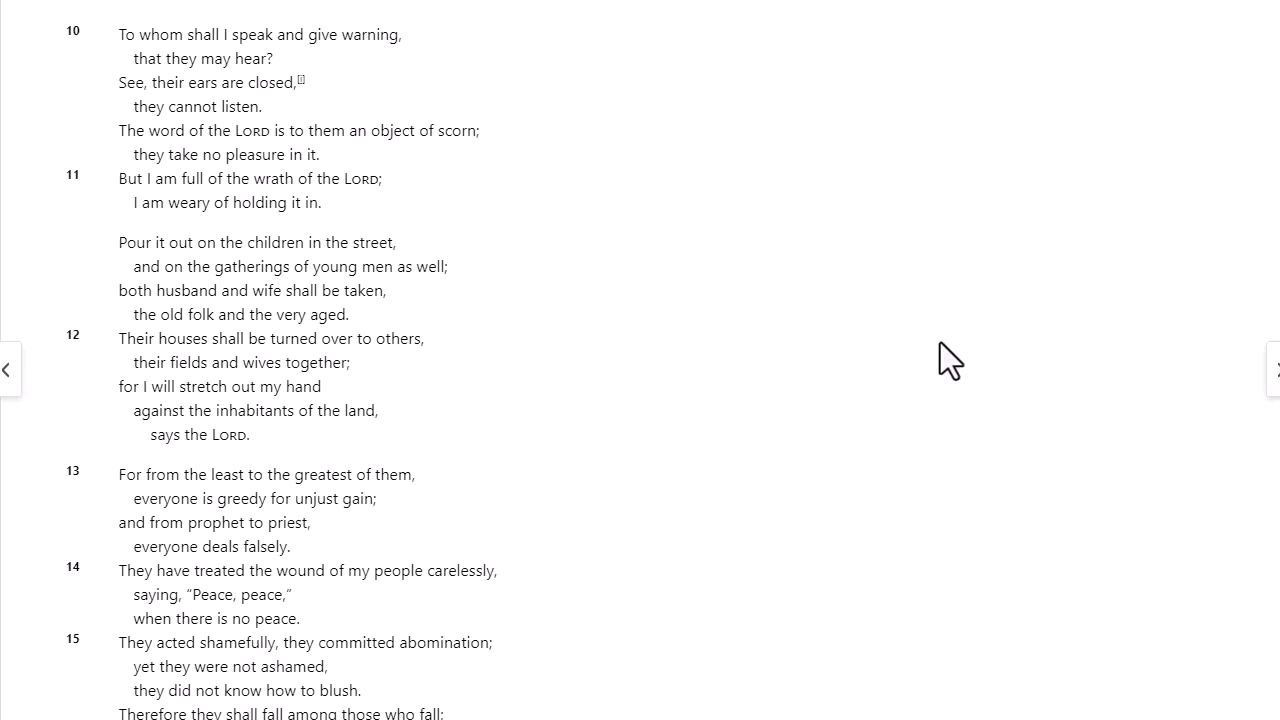 10 To whom shall I speak and give warning,
that they may hear?
See, their ears are closed,[i]
they cannot listen.
The word of the LORD is to them an object of scorn;
they take no pleasure in it.
11 But I am full of the wrath of the LORD;
I am weary of holding it in.
Pour it out on the children in the street,
and on the gatherings of young men as well;
both husband and wife shall be taken,
the old folk and the very aged.
12 Their houses shall be turned over to others,
their fields and wives together;
for I will stretch out my hand
against the inhabitants of the land,
says the LORD.
13 For from the least to the greatest of them,
everyone is greedy for unjust gain;
and from prophet to priest,
everyone deals falsely.
14 They have treated the wound of my people carelessly,
saying, “Peace, peace,”
when there is no peace.
15 They acted shamefully, they committed abomination;
yet they were not ashamed,
they did not know how to blush.
Therefore they shall fall among those who fall;